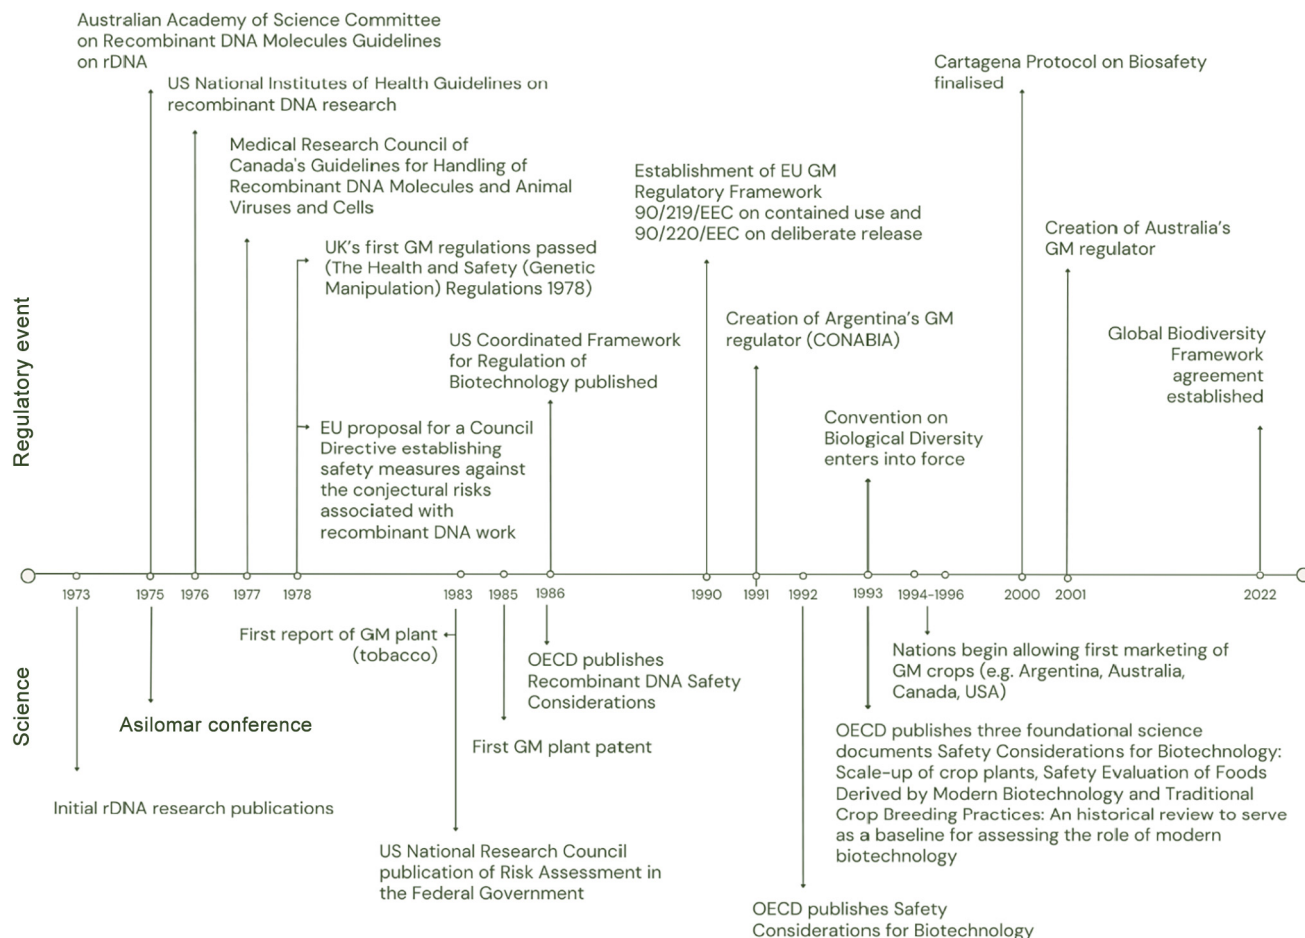 Australian Academy of Science Committee
on Recombinant DNA Molecules Guidelines
on rDNA
US National Institutes of Health Guidelines on
recombinant DNA research
Medical Research Council of
Canada's Guidelines for Handling of
Recombinant DNA Molecules and Animal
Viruses and Cells
UK's first GM regulations passed
(The Health and Safety (Genetic
Manipulation) Regulations 1978)
EU proposal for a Council
Directive establishing
safety measures against
the conjectural risks
associated with
recombinant DNA work
US Coordinated Framework
for Regulation of
Biotechnology published
Establishment of EU GM
Regulatory Framework
90/219/EEC on contained use and
90/220/EEC on deliberate release
Creation of Argentina's GM
regulator (CONABIA)
Convention on
Biological Diversity
enters into force
Cartagena Protocol on Biosafety
finalised
Creation of Australia's
GM regulator
Global Biodiversity
Framework
agreement
established
Regulatory event
1973 1975 1976 1977 1978 1983 1985 1986 1990 1991 1992 1993 1994-1996 2000 2001 2022
Science
Initial rDNA research publications
Asilomar conference
First report of GM plant
(tobacco)
US National Research Council
publication of Risk Assessment in
the Federal Government
First GM plant patent
OECD publishes
Recombinant DNA Safety
Considerations
OECD publishes Safety
Considerations for Biotechnology
OECD publishes three foundational science
documents Safety Considerations for Biotechnology:
Scale-up of crop plants, Safety Evaluation of Foods
Derived by Modern Biotechnology and Traditional
Crop Breeding Practices: An historical review to serve
as a baseline for assessing the role of modern
biotechnology
Nations begin allowing first marketing of
GM crops (e.g. Argentina, Australia,
Canada, USA)